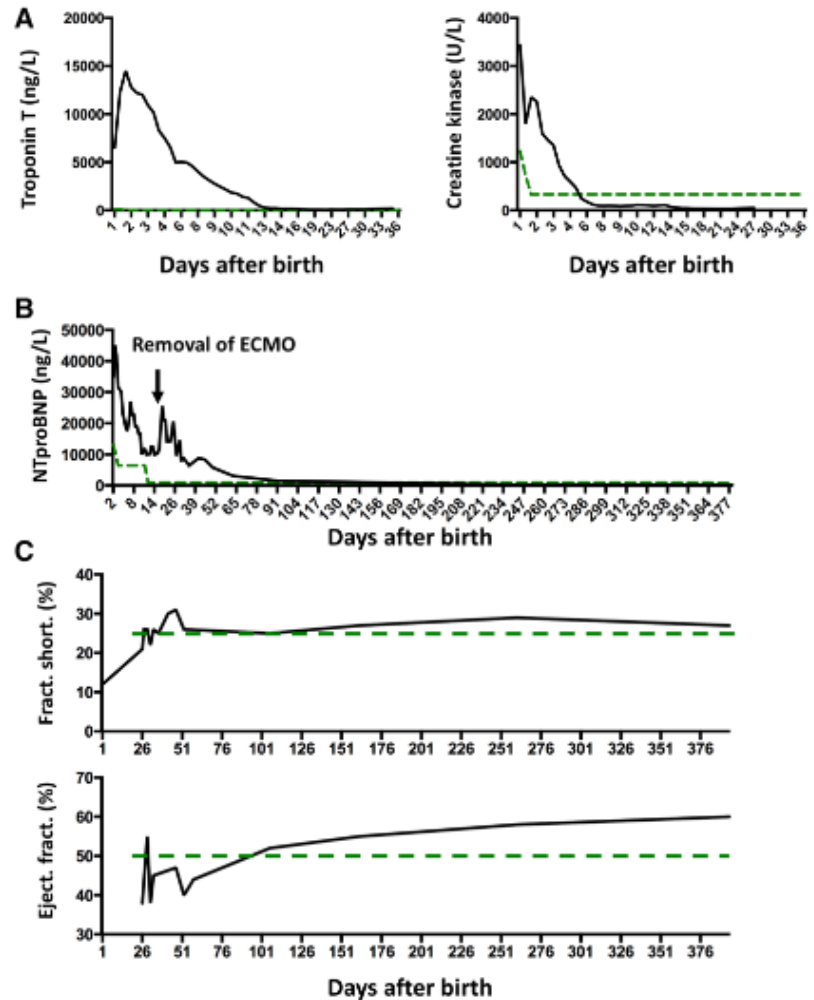 A
Troponin T (ng/L)
20000
15000
10000
5000
0
1 2 3 4 6 8 9 10 11 13 14 16 19 23 27 30 33 36
Days after birth
Creatine kinase (U/L)
4000
3000
2000
1000
0
1 2 3 4 6 8 9 10 12 14 15 18 21 24 27 30 33 36
Days after birth
B
NTproBNP (ng/L)
50000
40000
30000
20000
10000
0
Removal of ECMO
2 8 14 26 39 52 65 78 91 104 117 130 143 156 169 182 195 208 221 234 247 260 273 286 299 312 325 338 351 364 377
Days after birth
C
Fract. short. (%)
40
30
20
10
0
1 26 51 76 101 126 151 176 201 226 251 276 301 326 351 376
Eject. fract. (%)
70
60
50
40
30
1 26 51 76 101 126 151 176 201 226 251 276 301 326 351 376
Days after birth